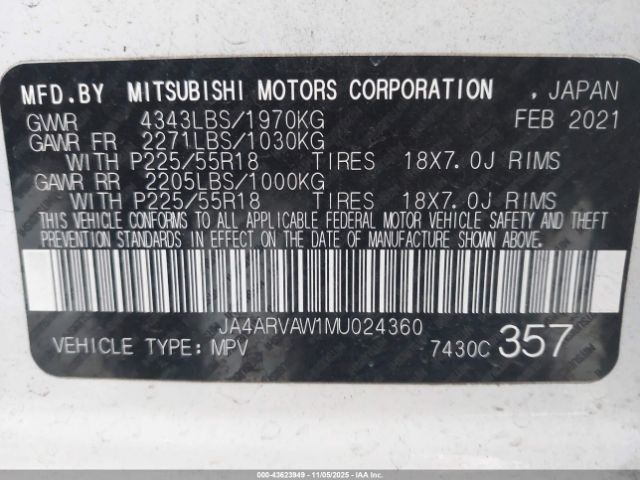 MFD.BY MITSUBISHI MOTORS CORPORATION . JAPAN
GVWR 4343LBS/1970KG FEB 2021
GAWR FR 2271LBS/1030KG
WITH P225/55R18 TIRES 18X7.0J RIMS
GAWR RR 2205LBS/1000KG
WITH P225/55R18 TIRES 18X7.0J RIMS
THIS VEHICLE CONFORMS TO ALL APPLICABLE FEDERAL MOTOR VEHICLE SAFETY AND THEFT
PREVENTION STANDARDS IN EFFECT ON THE DATE OF MANUFACTURE SHOWN ABOVE.
JA4ARVAW1MU024360
VEHICLE TYPE: MPV 7430C 357
000-43623949 - 11/05/2025 - IAAI.COM